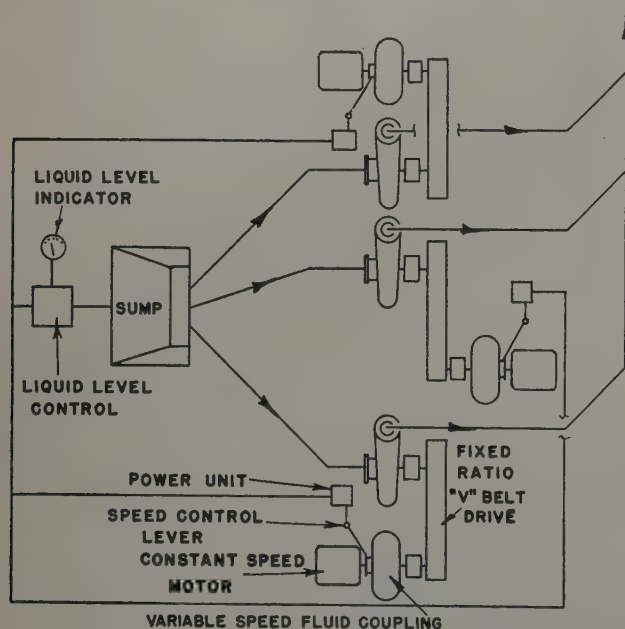 LIQUID LEVEL
INDICATOR
SUMP
LIQUID LEVEL
CONTROL
POWER UNIT
SPEED CONTROL
LEVER
CONSTANT SPEED
MOTOR
FIXED
RATIO
"V" BELT
DRIVE
VARIABLE SPEED FLUID COUPLING